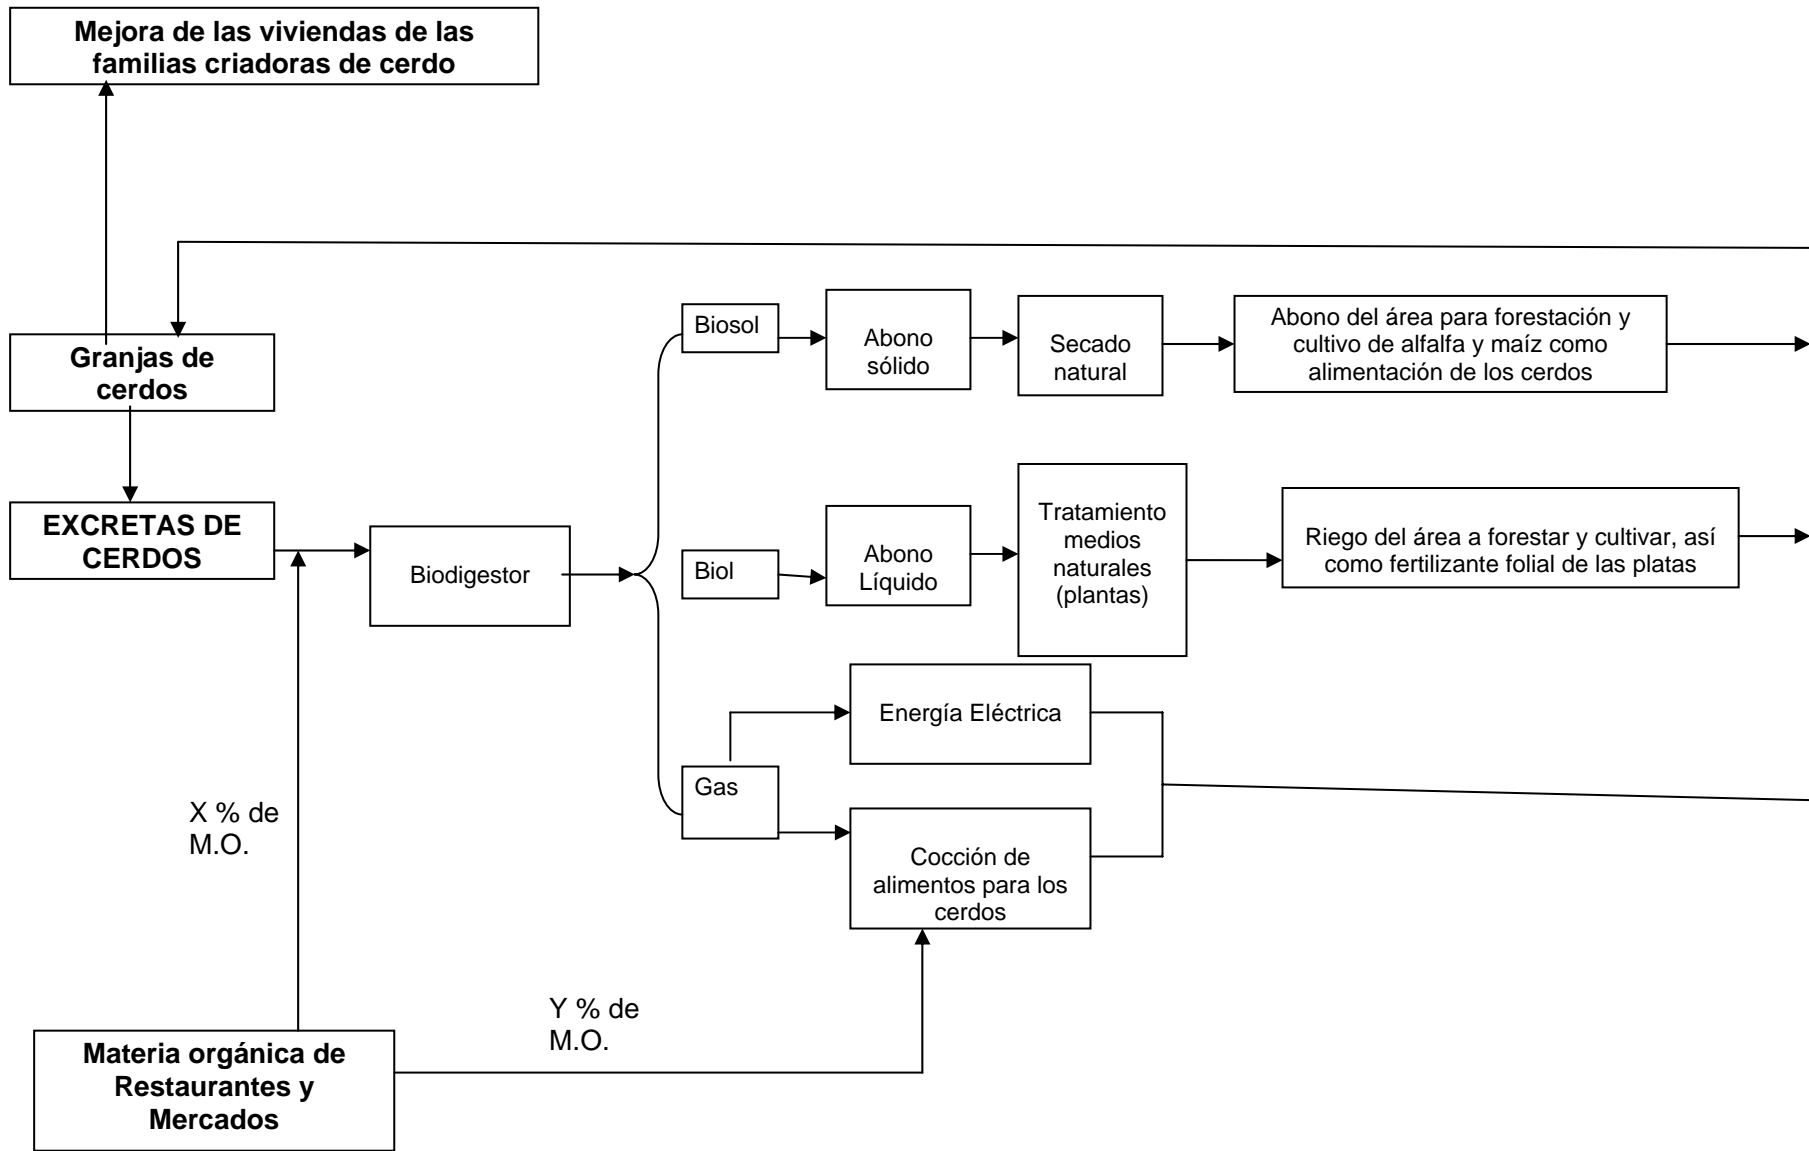 Mejora de las viviendas de las
familias criadoras de cerdo
Granjas de
cerdos
EXCRETAS DE
CERDOS
Biodigestor
Biosol
Abono
sólido
Secado
natural
Abono del área para forestación y
cultivo de alfalfa y maíz como
alimentación de los cerdos
Biol
Abono
Líquido
Tratamiento
medios
naturales
(plantas)
Riego del área a forestar y cultivar, así
como fertilizante folial de las platas
Gas
Energía Eléctrica
Cocción de
alimentos para los
cerdos
X % de
M.O.
Y % de
M.O.
Materia orgánica de
Restaurantes y
Mercados